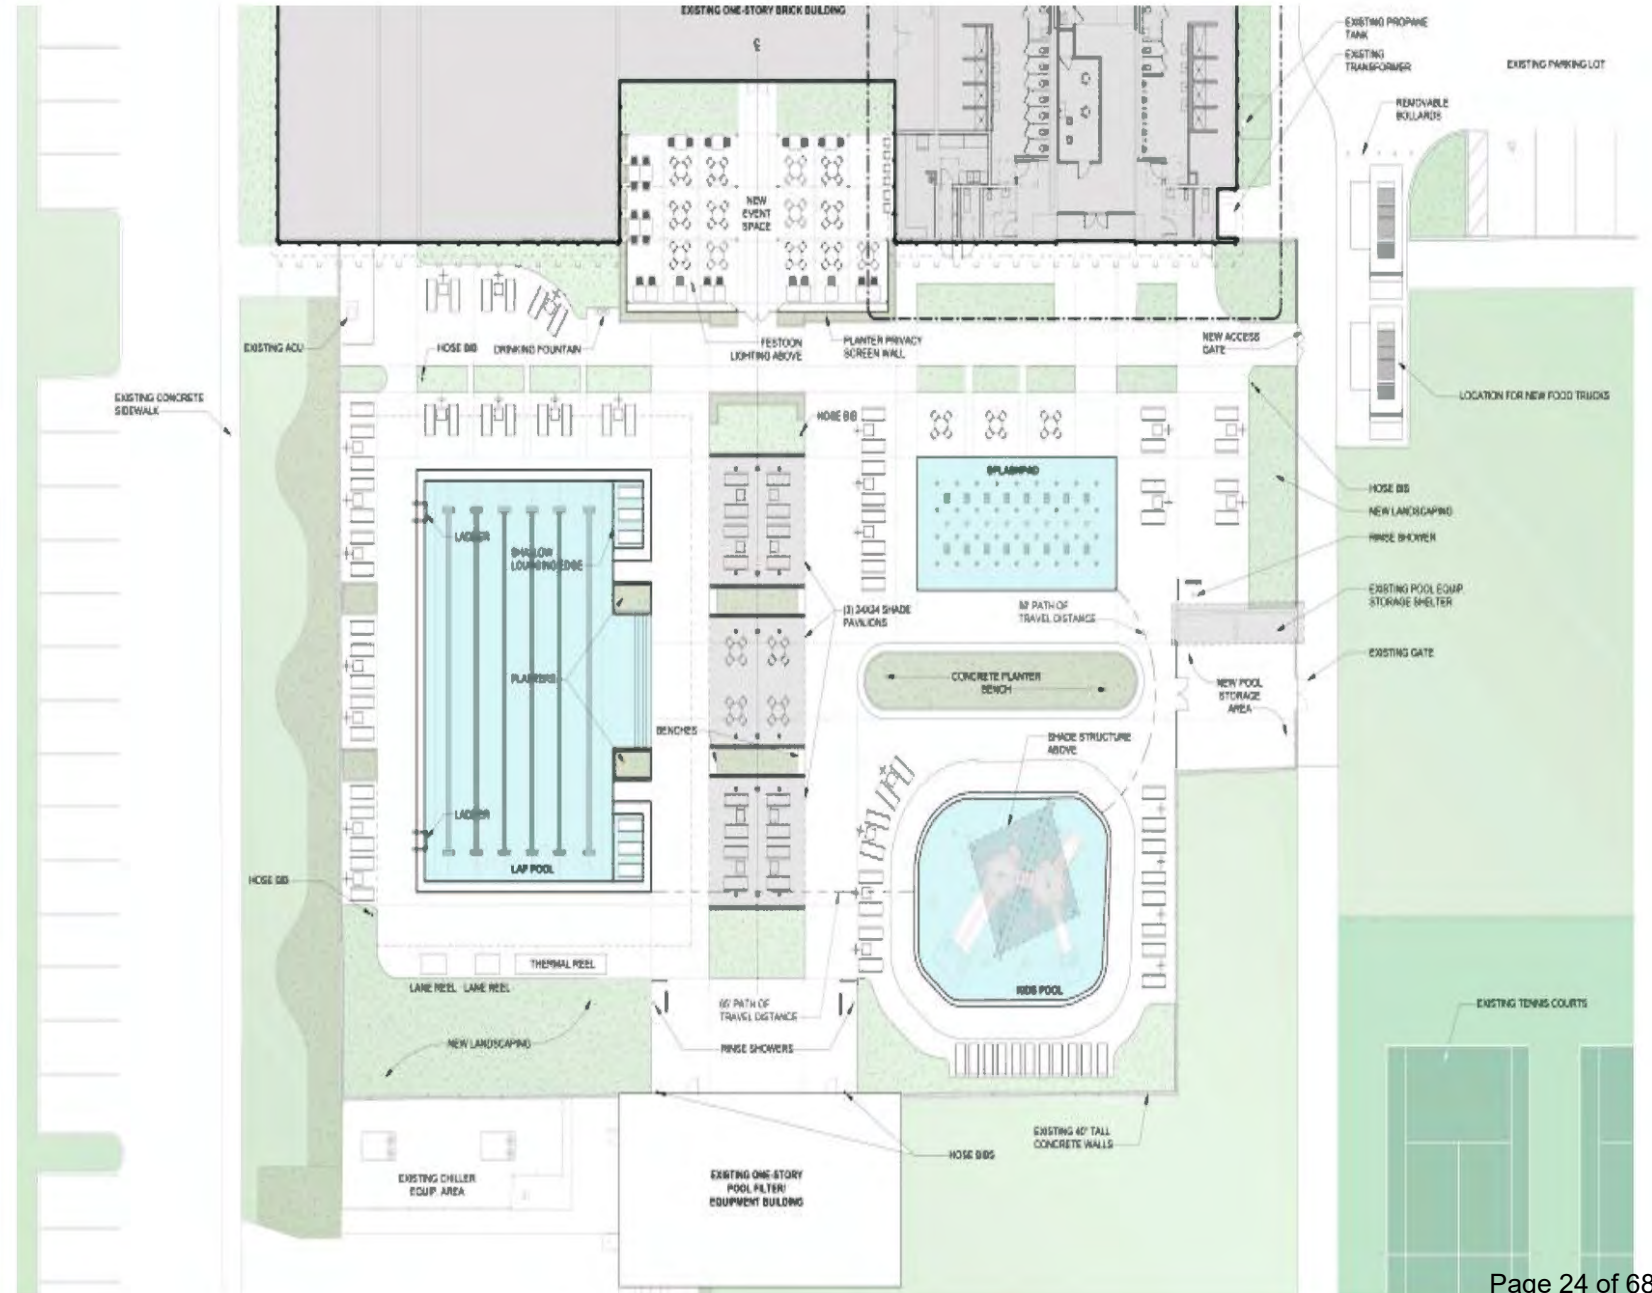 EXISTING ONE-STORY BRICK BUILDING
EXISTING PROPANE
TANK
EXISTING
TRANSFORMER
EXISTING PARKING LOT
REMOVABLE
BOLLARDS
NEW
EVENT
SPACE
EXISTING ACU
HOSE BIB
DRINKING FOUNTAIN
FESTOON
LIGHTING ABOVE
PLANTER PRIVACY
SCREEN WALL
NEW ACCESS
GATE
EXISTING CONCRETE
SIDEWALK
LOCATION FOR NEW FOOD TRUCKS
HOSE BIB
SPLASHPAD
LADDER
SHALLOW
LOUNGING EDGE
HOSE BIB
NEW LANDSCAPING
RINSE SHOWER
EXISTING POOL EQUIP.
STORAGE SHELTER
(3) 24X24 SHADE
PAVILIONS
PATH OF
TRAVEL DISTANCE
EXISTING GATE
PLANTERS
CONCRETE PLANTER
BENCH
NEW POOL
STORAGE
AREA
BENCHES
SHADE STRUCTURE
ABOVE
LADDER
LAP POOL
HOSE BIB
THERMAL REEL
LANE REEL
LANE REEL
KIDS POOL
PATH OF
TRAVEL DISTANCE
EXISTING TENNIS COURTS
NEW LANDSCAPING
RINSE SHOWERS
EXISTING 40" TALL
CONCRETE WALLS
HOSE BIBS
EXISTING CHILLER
EQUIP. AREA
EXISTING ONE-STORY
POOL FILTER/
EQUIPMENT BUILDING
Page 24 of 68